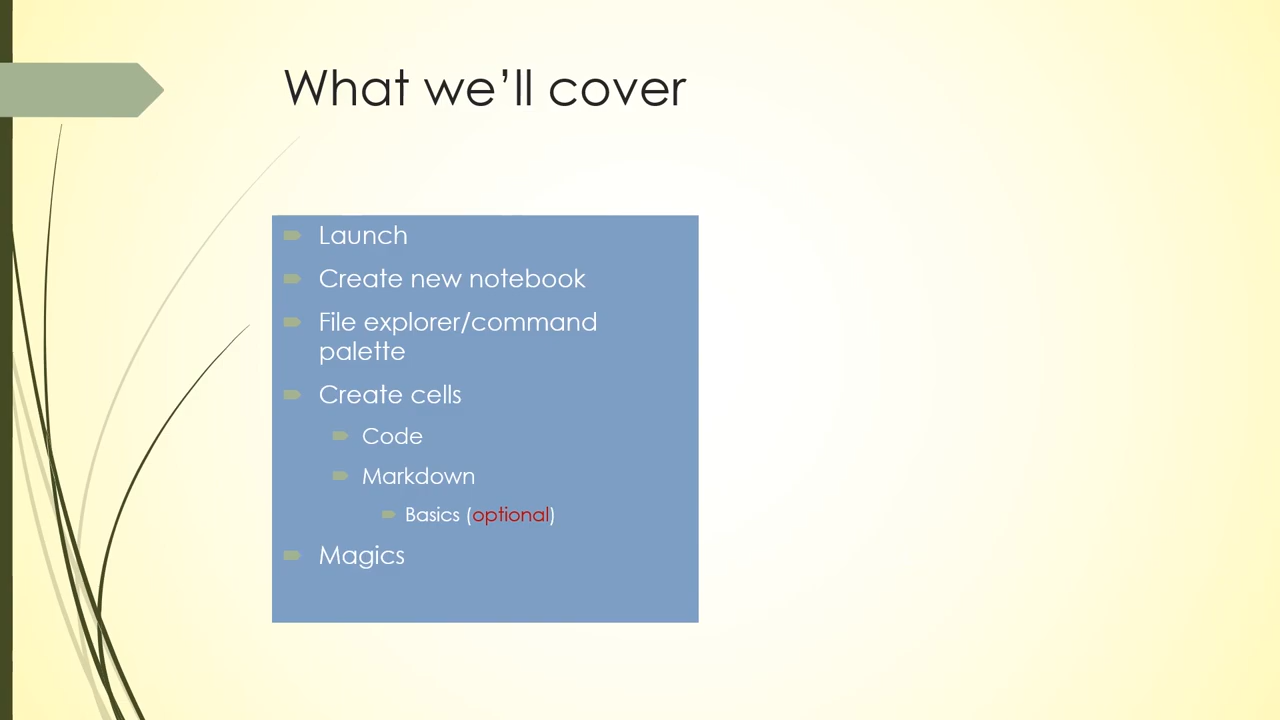 What we’ll cover
Launch
Create new notebook
File explorer/command
palette
Create cells
Code
Markdown
Basics (optional)
Magics